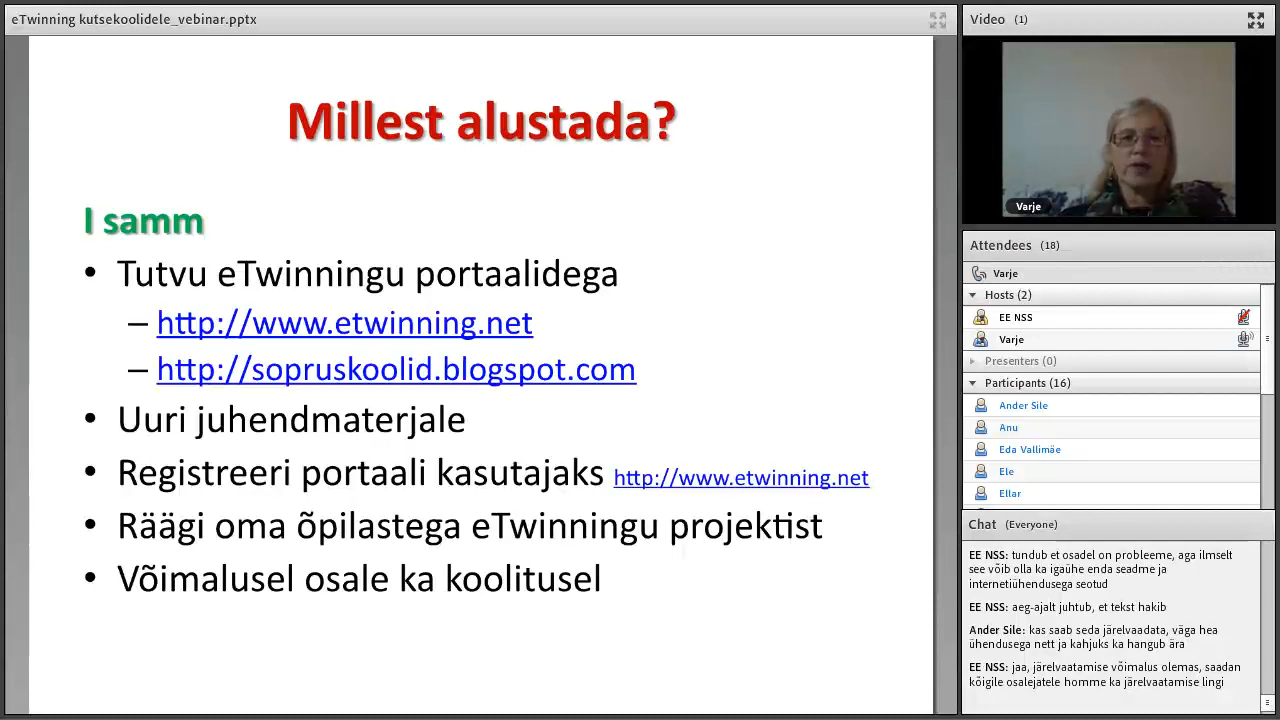 eTwinning kutsekoolidele_vebinar.pptx
Millest alustada?
I samm
• Tutvu eTwinningu portaalidega
– http://www.etwinning.net
– http://sopruskoolid.blogspot.com
• Uuri juhendmaterjale
• Registreeri portaali kasutajaks http://www.etwinning.net
• Räägi oma õpilastega eTwinningu projektist
• Võimalusel osale ka koolitusel
Video (1)
Varje
Attendees (18)
Varje
Hosts (2)
EE NSS
Varje
Presenters (0)
Participants (16)
Ander Sile
Anu
Eda Vallimäe
Ele
Ellar
Chat (Everyone)
EE NSS: tundub et osadel on probleeme, aga ilmselt
see võib olla ka igaühe enda seadme ja
internetiühendusega seotud
EE NSS: aeg-ajalt juhtub, et tekst hakib
Ander Sile: kas saab seda järelvaadata, väga hea
ühendusega nett ja kahjuks ka hangub ära
EE NSS: jaa, järelvaatamise võimalus olemas, saadan
kõigile osalejatele homme ka järelvaatamise lingi